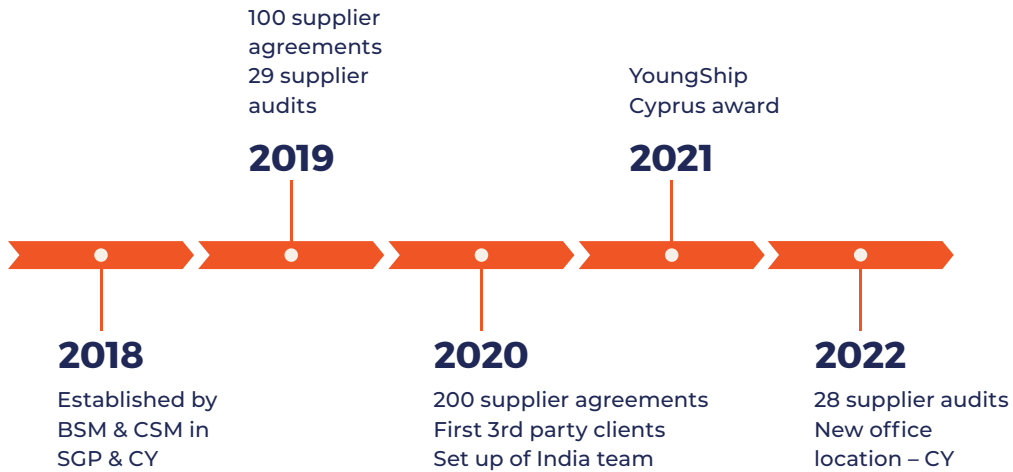 100 supplier
agreements
29 supplier
audits
2019
YoungShip
Cyprus award
2021
2018
Established by
BSM & CSM in
SGP & CY
2020
200 supplier agreements
First 3rd party clients
Set up of India team
2022
28 supplier audits
New office
location – CY